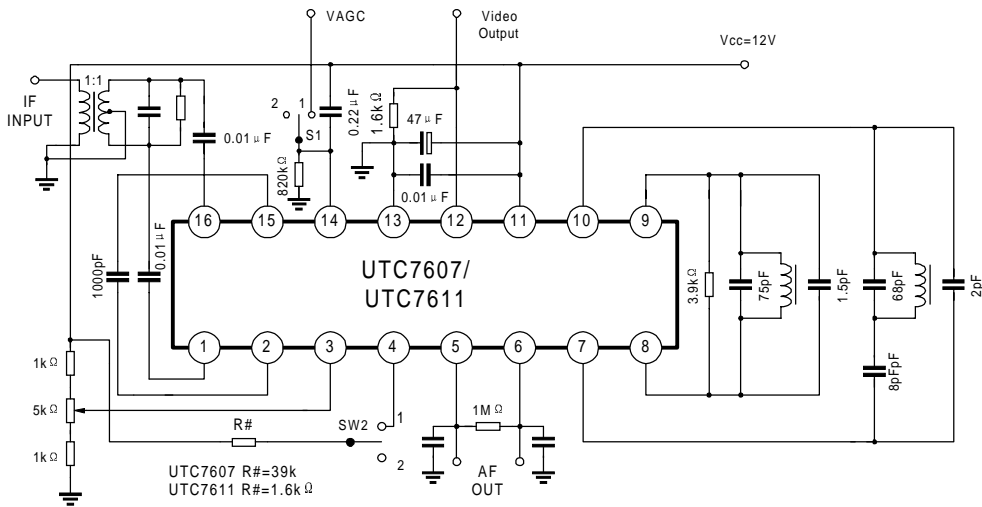 VAGC
Video
Output
Vcc=12V
IF
INPUT
1:1
0.01μF
2
1
S1
820kΩ
0.22μF
1.6kΩ
47μF
0.01μF
16
15
14
13
12
11
10
9
1000pF
0.01μF
UTC7607/
UTC7611
3.9kΩ
75pF
1.5pF
68pF
2pF
8pFpF
1
2
3
4
5
6
7
8
1kΩ
5kΩ
1kΩ
R#
SW2
1
2
1MΩ
AF
OUT
UTC7607 R#=39k
UTC7611 R#=1.6kΩ